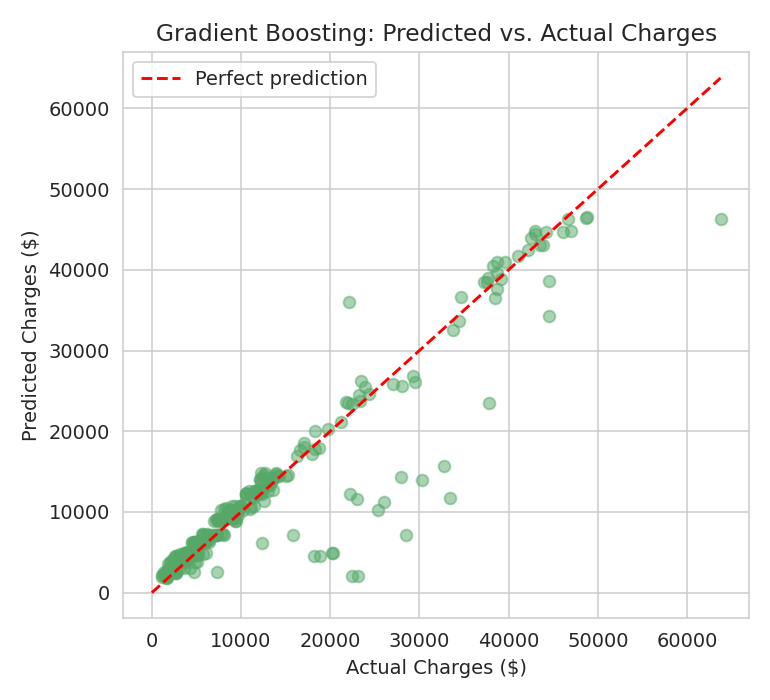 Gradient Boosting: Predicted vs. Actual Charges
Perfect prediction
Predicted Charges ($)
60000
50000
40000
30000
20000
10000
0
0 10000 20000 30000 40000 50000 60000
Actual Charges ($)